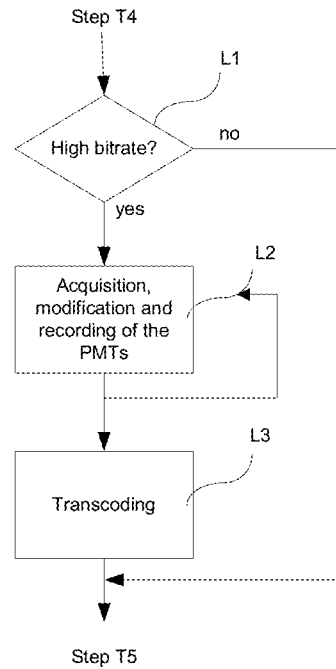 Step T4
L1
High bitrate?
no
yes
L2
Acquisition,
modification and
recording of the
PMTs
L3
Transcoding
Step T5